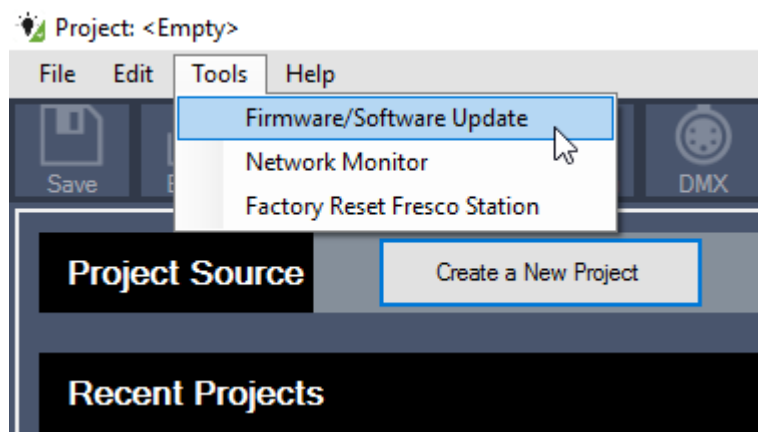 Project: <Empty>
File Edit Tools Help
Firmware/Software Update
Network Monitor
Factory Reset Fresco Station
Save
DMX
Project Source
Create a New Project
Recent Projects